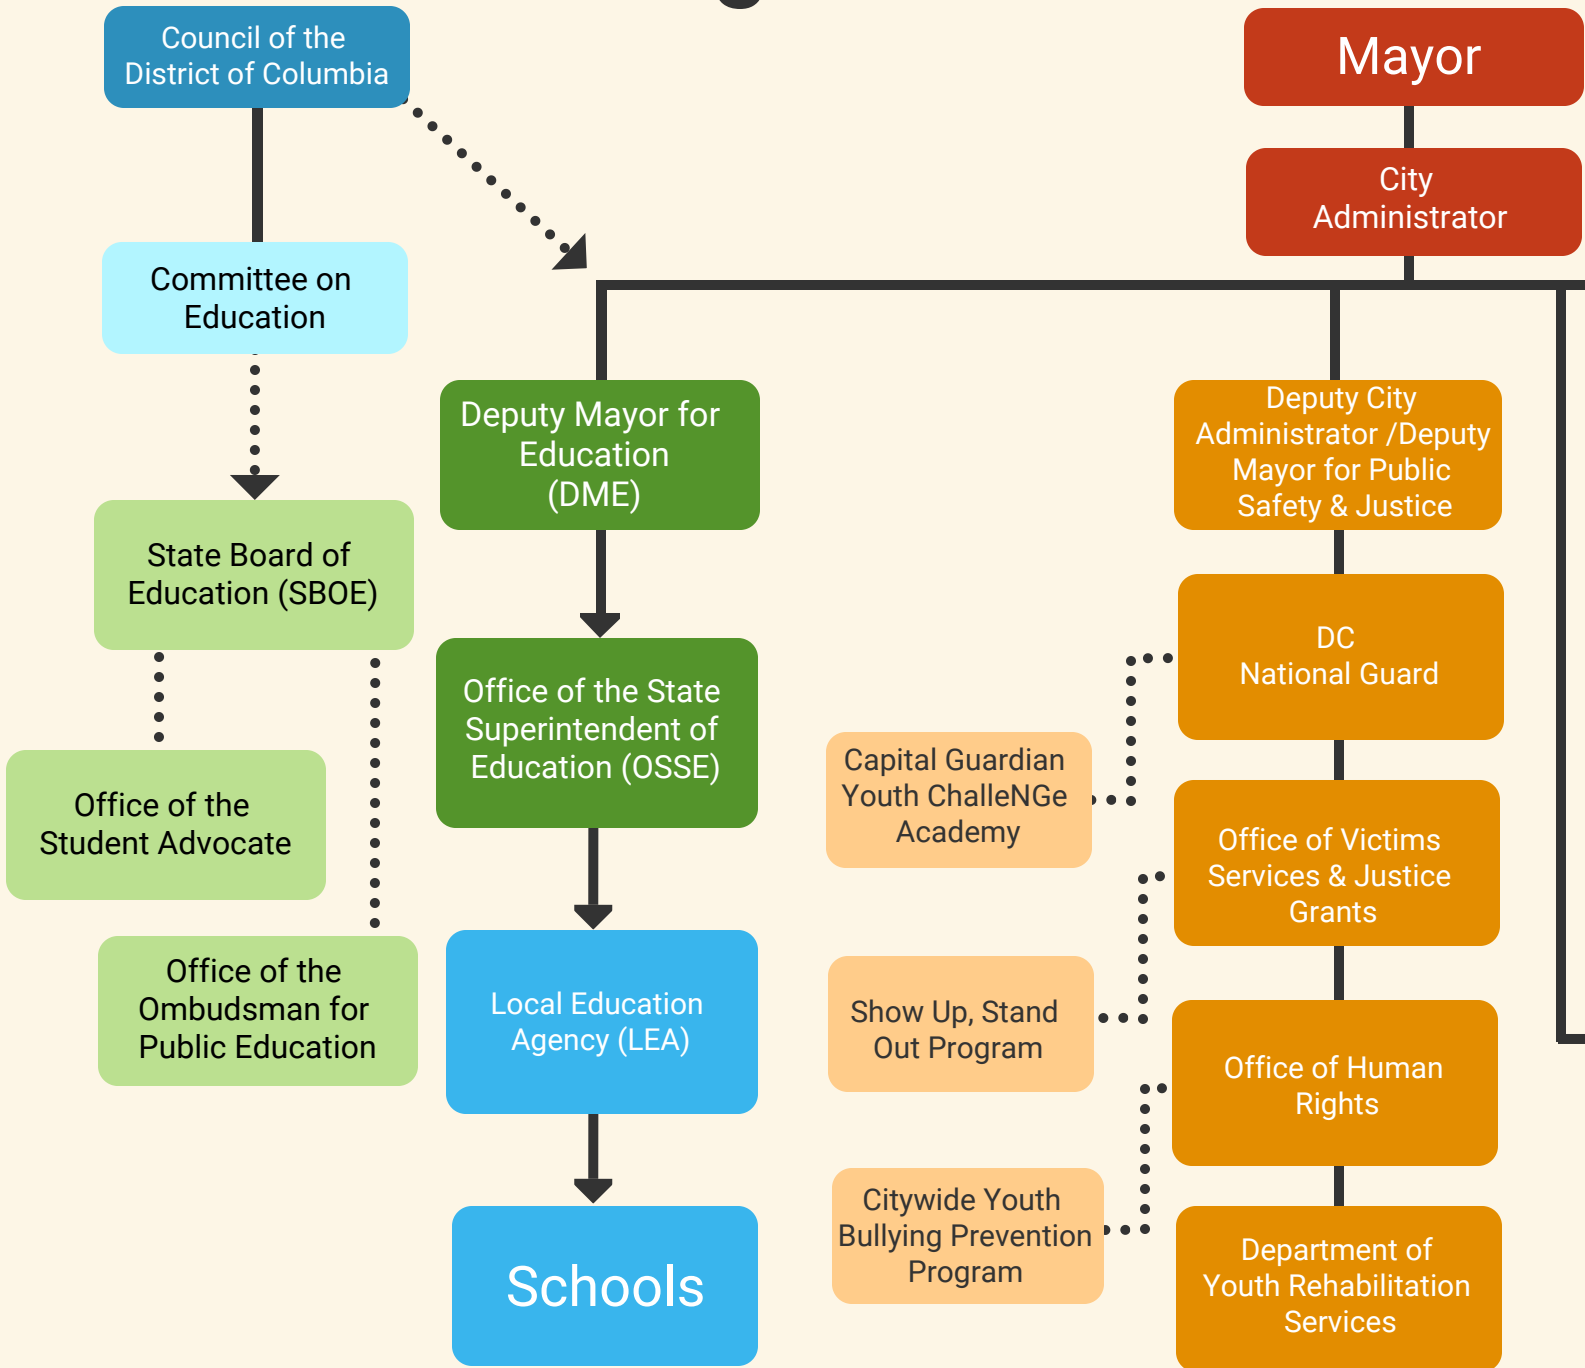 Council of the
District of Columbia
Mayor
City
Administrator
Committee on
Education
Deputy Mayor for
Education
(DME)
Deputy City
Administrator /Deputy
Mayor for Public
Safety & Justice
State Board of
Education (SBOE)
DC
National Guard
Office of the State
Superintendent of
Education (OSSE)
Capital Guardian
Youth ChalleNGe
Academy
Office of the
Student Advocate
Office of Victims
Services & Justice
Grants
Office of the
Ombudsman for
Public Education
Local Education
Agency (LEA)
Show Up, Stand
Out Program
Office of Human
Rights
Citywide Youth
Bullying Prevention
Program
Schools
Department of
Youth Rehabilitation
Services